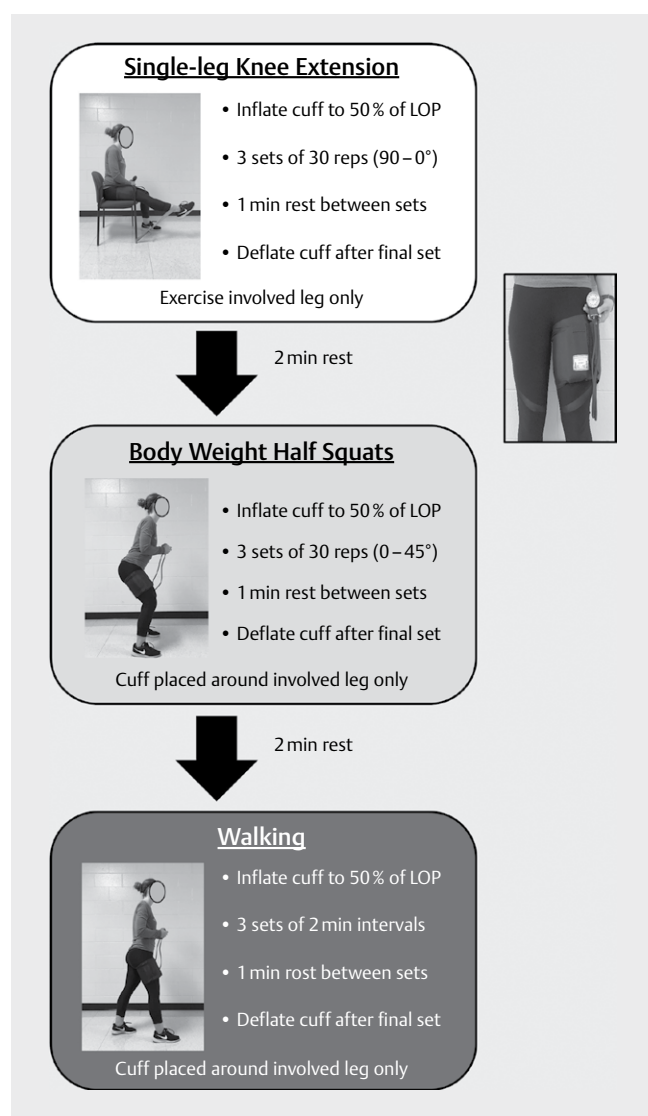 Single-leg Knee Extension
• Inflate cuff to 50 % of LOP
• 3 sets of 30 reps (90 – 0°)
• 1 min rest between sets
• Deflate cuff after final set
Exercise involved leg only
2 min rest
Body Weight Half Squats
• Inflate cuff to 50 % of LOP
• 3 sets of 30 reps (0 – 45°)
• 1 min rest between sets
• Deflate cuff after final set
Cuff placed around involved leg only
2 min rest
Walking
• Inflate cuff to 50 % of LOP
• 3 sets of 2 min intervals
• 1 min rost between sets
• Deflate cuff after final set
Cuff placed around involved leg only